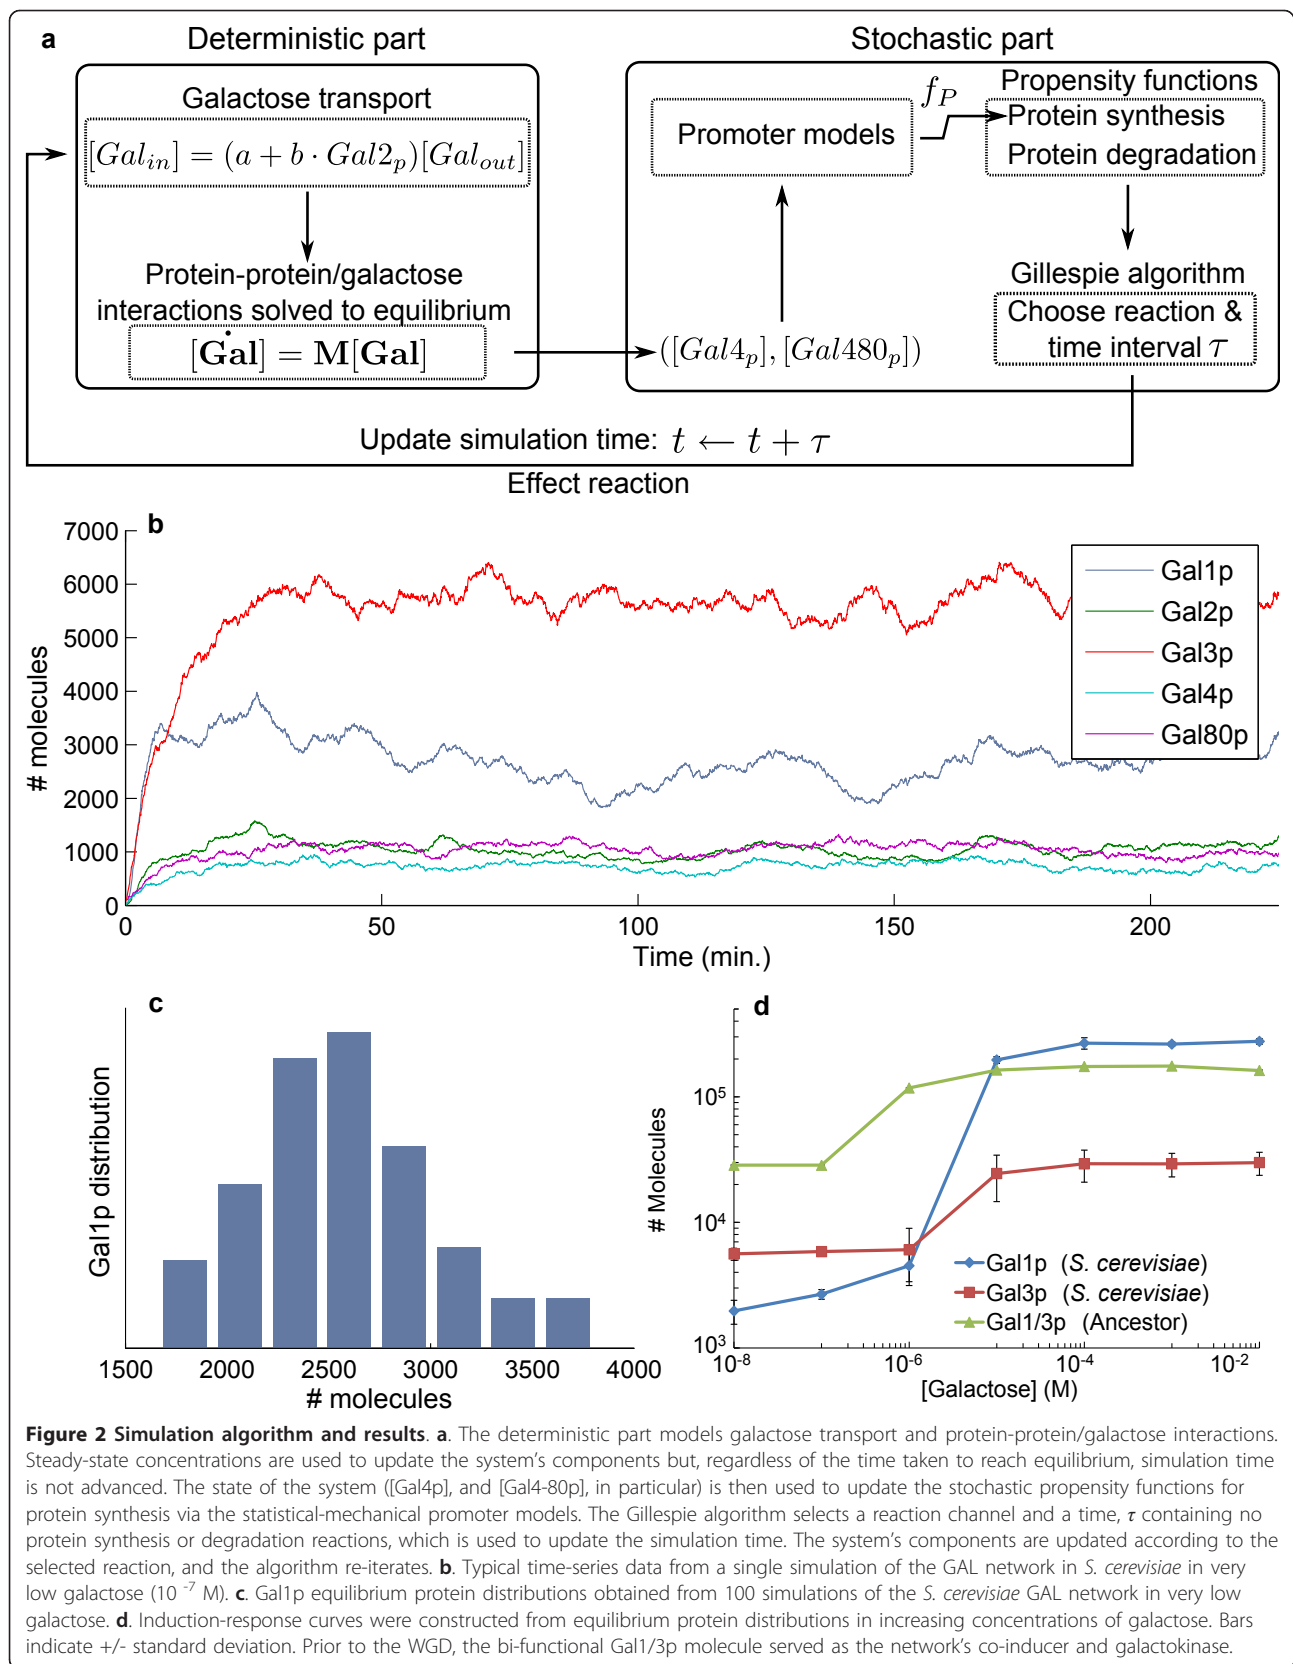 a
Deterministic part
Stochastic part
Galactose transport
[Gal_in] = (a + b · Gal2_p)[Gal_out]
Protein-protein/galactose
interactions solved to equilibrium
[Ġal] = M[Gal]
([Gal4_p], [Gal480_p])
Promoter models
f_P
Propensity functions
Protein synthesis
Protein degradation
Gillespie algorithm
Choose reaction &
time interval τ
Update simulation time: t ← t + τ
Effect reaction
b
# molecules
7000
6000
5000
4000
3000
2000
1000
0
0 50 100 150 200
Time (min.)
Gal1p
Gal2p
Gal3p
Gal4p
Gal80p
c
Gal1p distribution
1500 2000 2500 3000 3500 4000
# molecules
d
# Molecules
10^5
10^4
10^3
10^-8 10^-6 10^-4 10^-2
[Galactose] (M)
Gal1p (S. cerevisiae)
Gal3p (S. cerevisiae)
Gal1/3p (Ancestor)
Figure 2 Simulation algorithm and results. a. The deterministic part models galactose transport and protein-protein/galactose interactions.
Steady-state concentrations are used to update the system's components but, regardless of the time taken to reach equilibrium, simulation time
is not advanced. The state of the system ([Gal4p], and [Gal4-80p], in particular) is then used to update the stochastic propensity functions for
protein synthesis via the statistical-mechanical promoter models. The Gillespie algorithm selects a reaction channel and a time, τ containing no
protein synthesis or degradation reactions, which is used to update the simulation time. The system's components are updated according to the
selected reaction, and the algorithm re-iterates. b. Typical time-series data from a single simulation of the GAL network in S. cerevisiae in very
low galactose (10 ^-7 M). c. Gal1p equilibrium protein distributions obtained from 100 simulations of the S. cerevisiae GAL network in very low
galactose. d. Induction-response curves were constructed from equilibrium protein distributions in increasing concentrations of galactose. Bars
indicate +/- standard deviation. Prior to the WGD, the bi-functional Gal1/3p molecule served as the network's co-inducer and galactokinase.